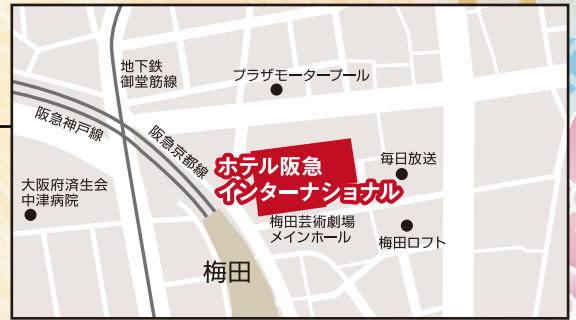 地下鉄
御堂筋線
プラザモータープール
阪急神戸線
阪急京都線
ホテル阪急
インターナショナル
毎日放送
大阪府済生会
中津病院
梅田芸術劇場
メインホール
梅田ロフト
梅田